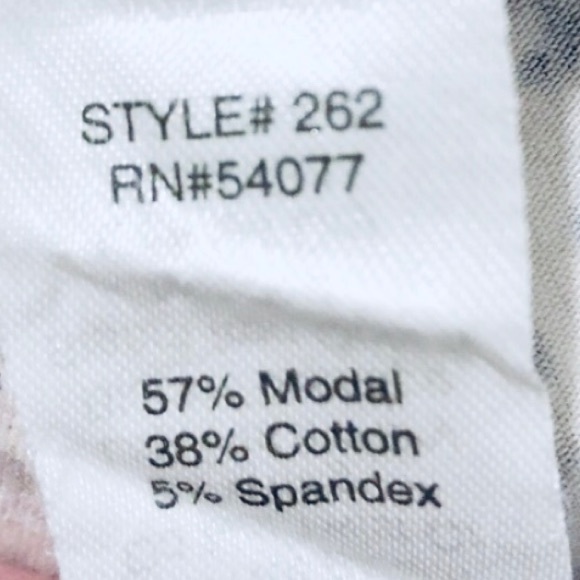 STYLE# 262
RN#54077
57% Modal
38% Cotton
5% Spandex